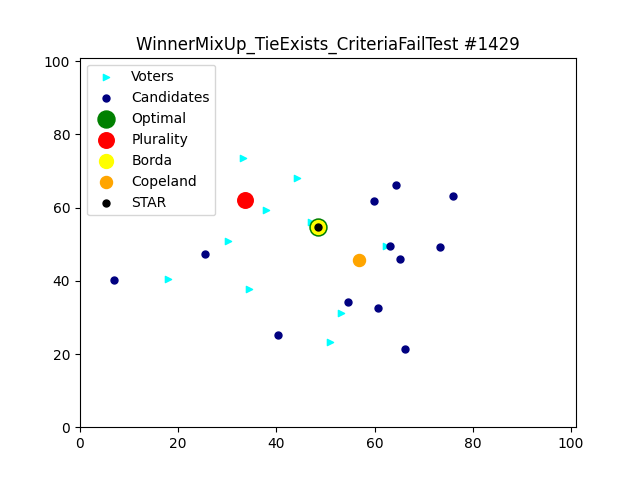 WinnerMixUp_TieExists_CriteriaFailTest #1429
100
80
60
40
20
0
Voters
Candidates
Optimal
Plurality
Borda
Copeland
STAR
0 20 40 60 80 100